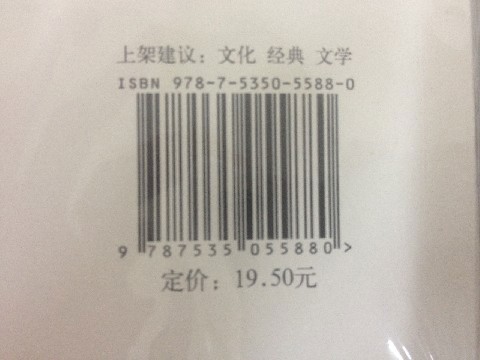 上架建议：文化 经典 文学
ISBN 978-7-5350-5588-0
9 787535 055880 >
定价：19.50元